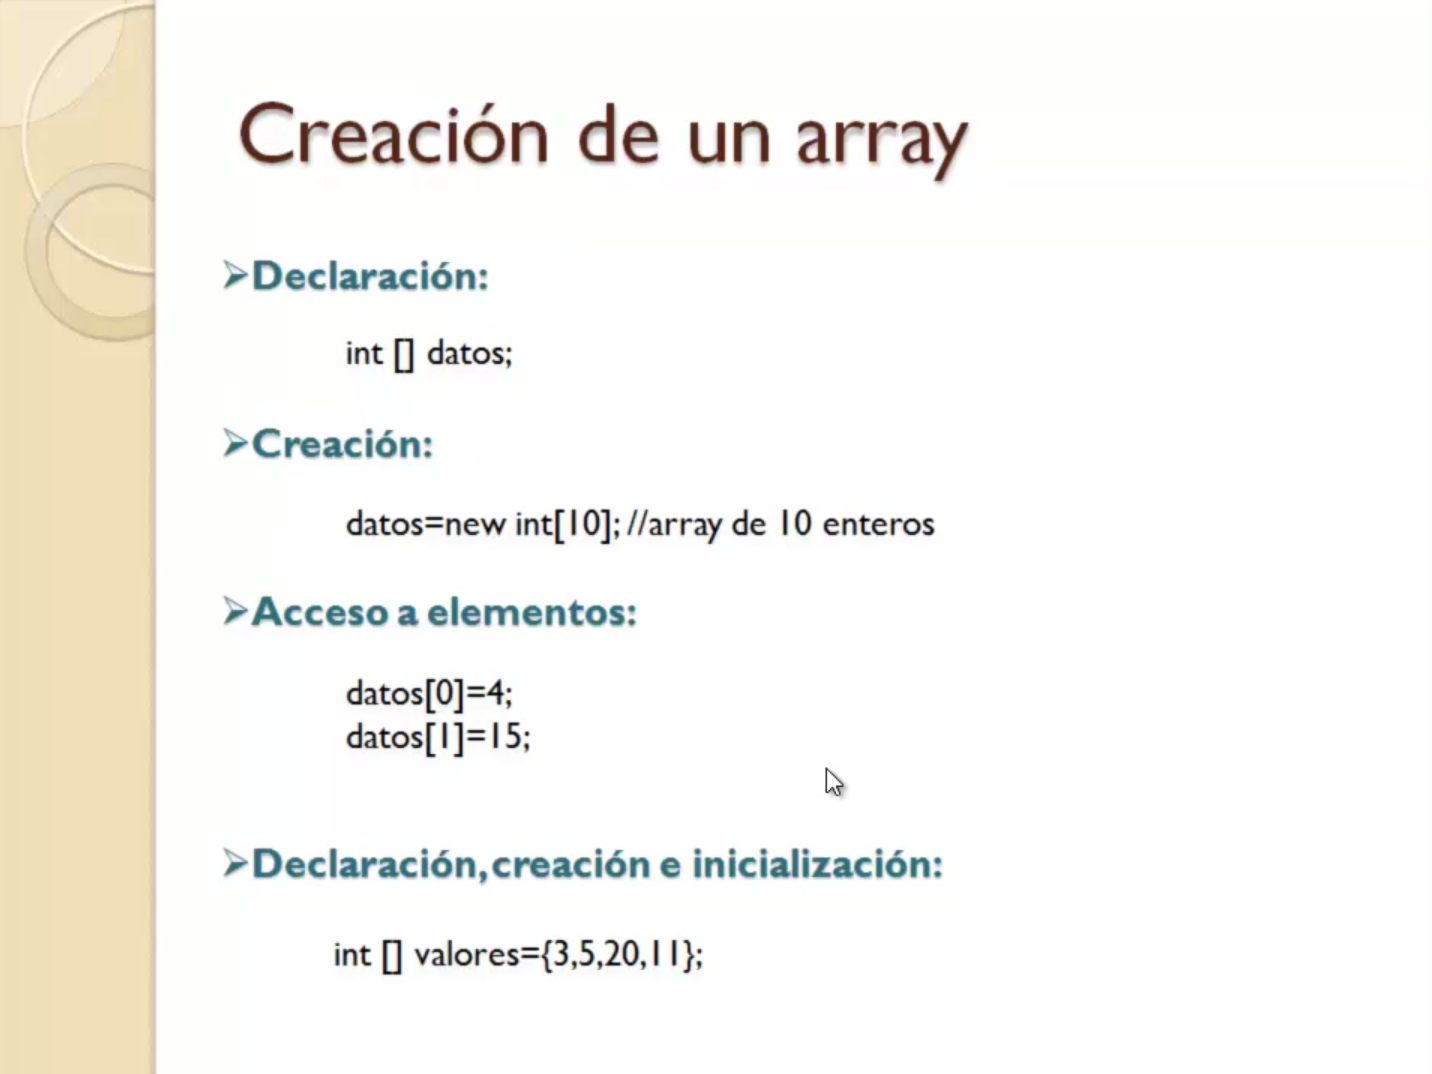 Creación de un array
➢Declaración:
int [] datos;
➢Creación:
datos=new int[10]; //array de 10 enteros
➢Acceso a elementos:
datos[0]=4;
datos[1]=15;
➢Declaración, creación e inicialización:
int [] valores={3,5,20,11};